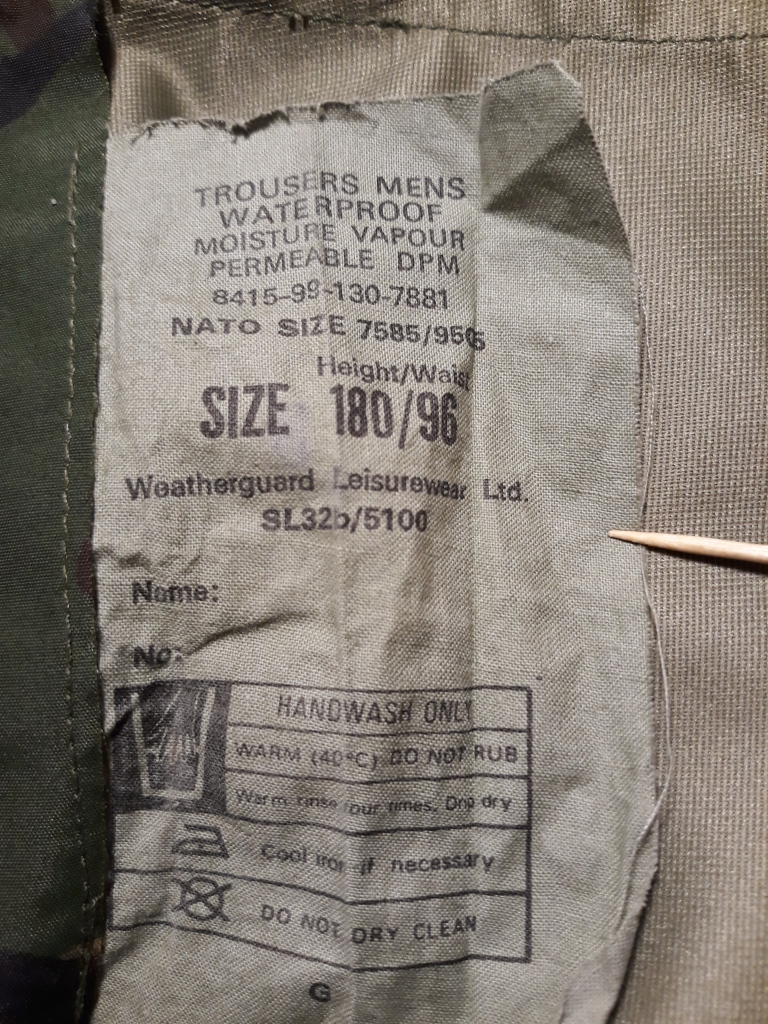 TROUSERS MENS
WATERPROOF
MOISTURE VAPOUR
PERMEABLE DPM
8415-99-130-7881
NATO SIZE 7585/9505
Height/Waist
SIZE 180/96
Weatherguard Leisurewear Ltd.
SL32b/5100
Name:
No:
HANDWASH ONLY
WARM (40°C) DO NOT RUB
Warm rinse four times. Drip dry
Cool iron if necessary
DO NOT DRY CLEAN
G